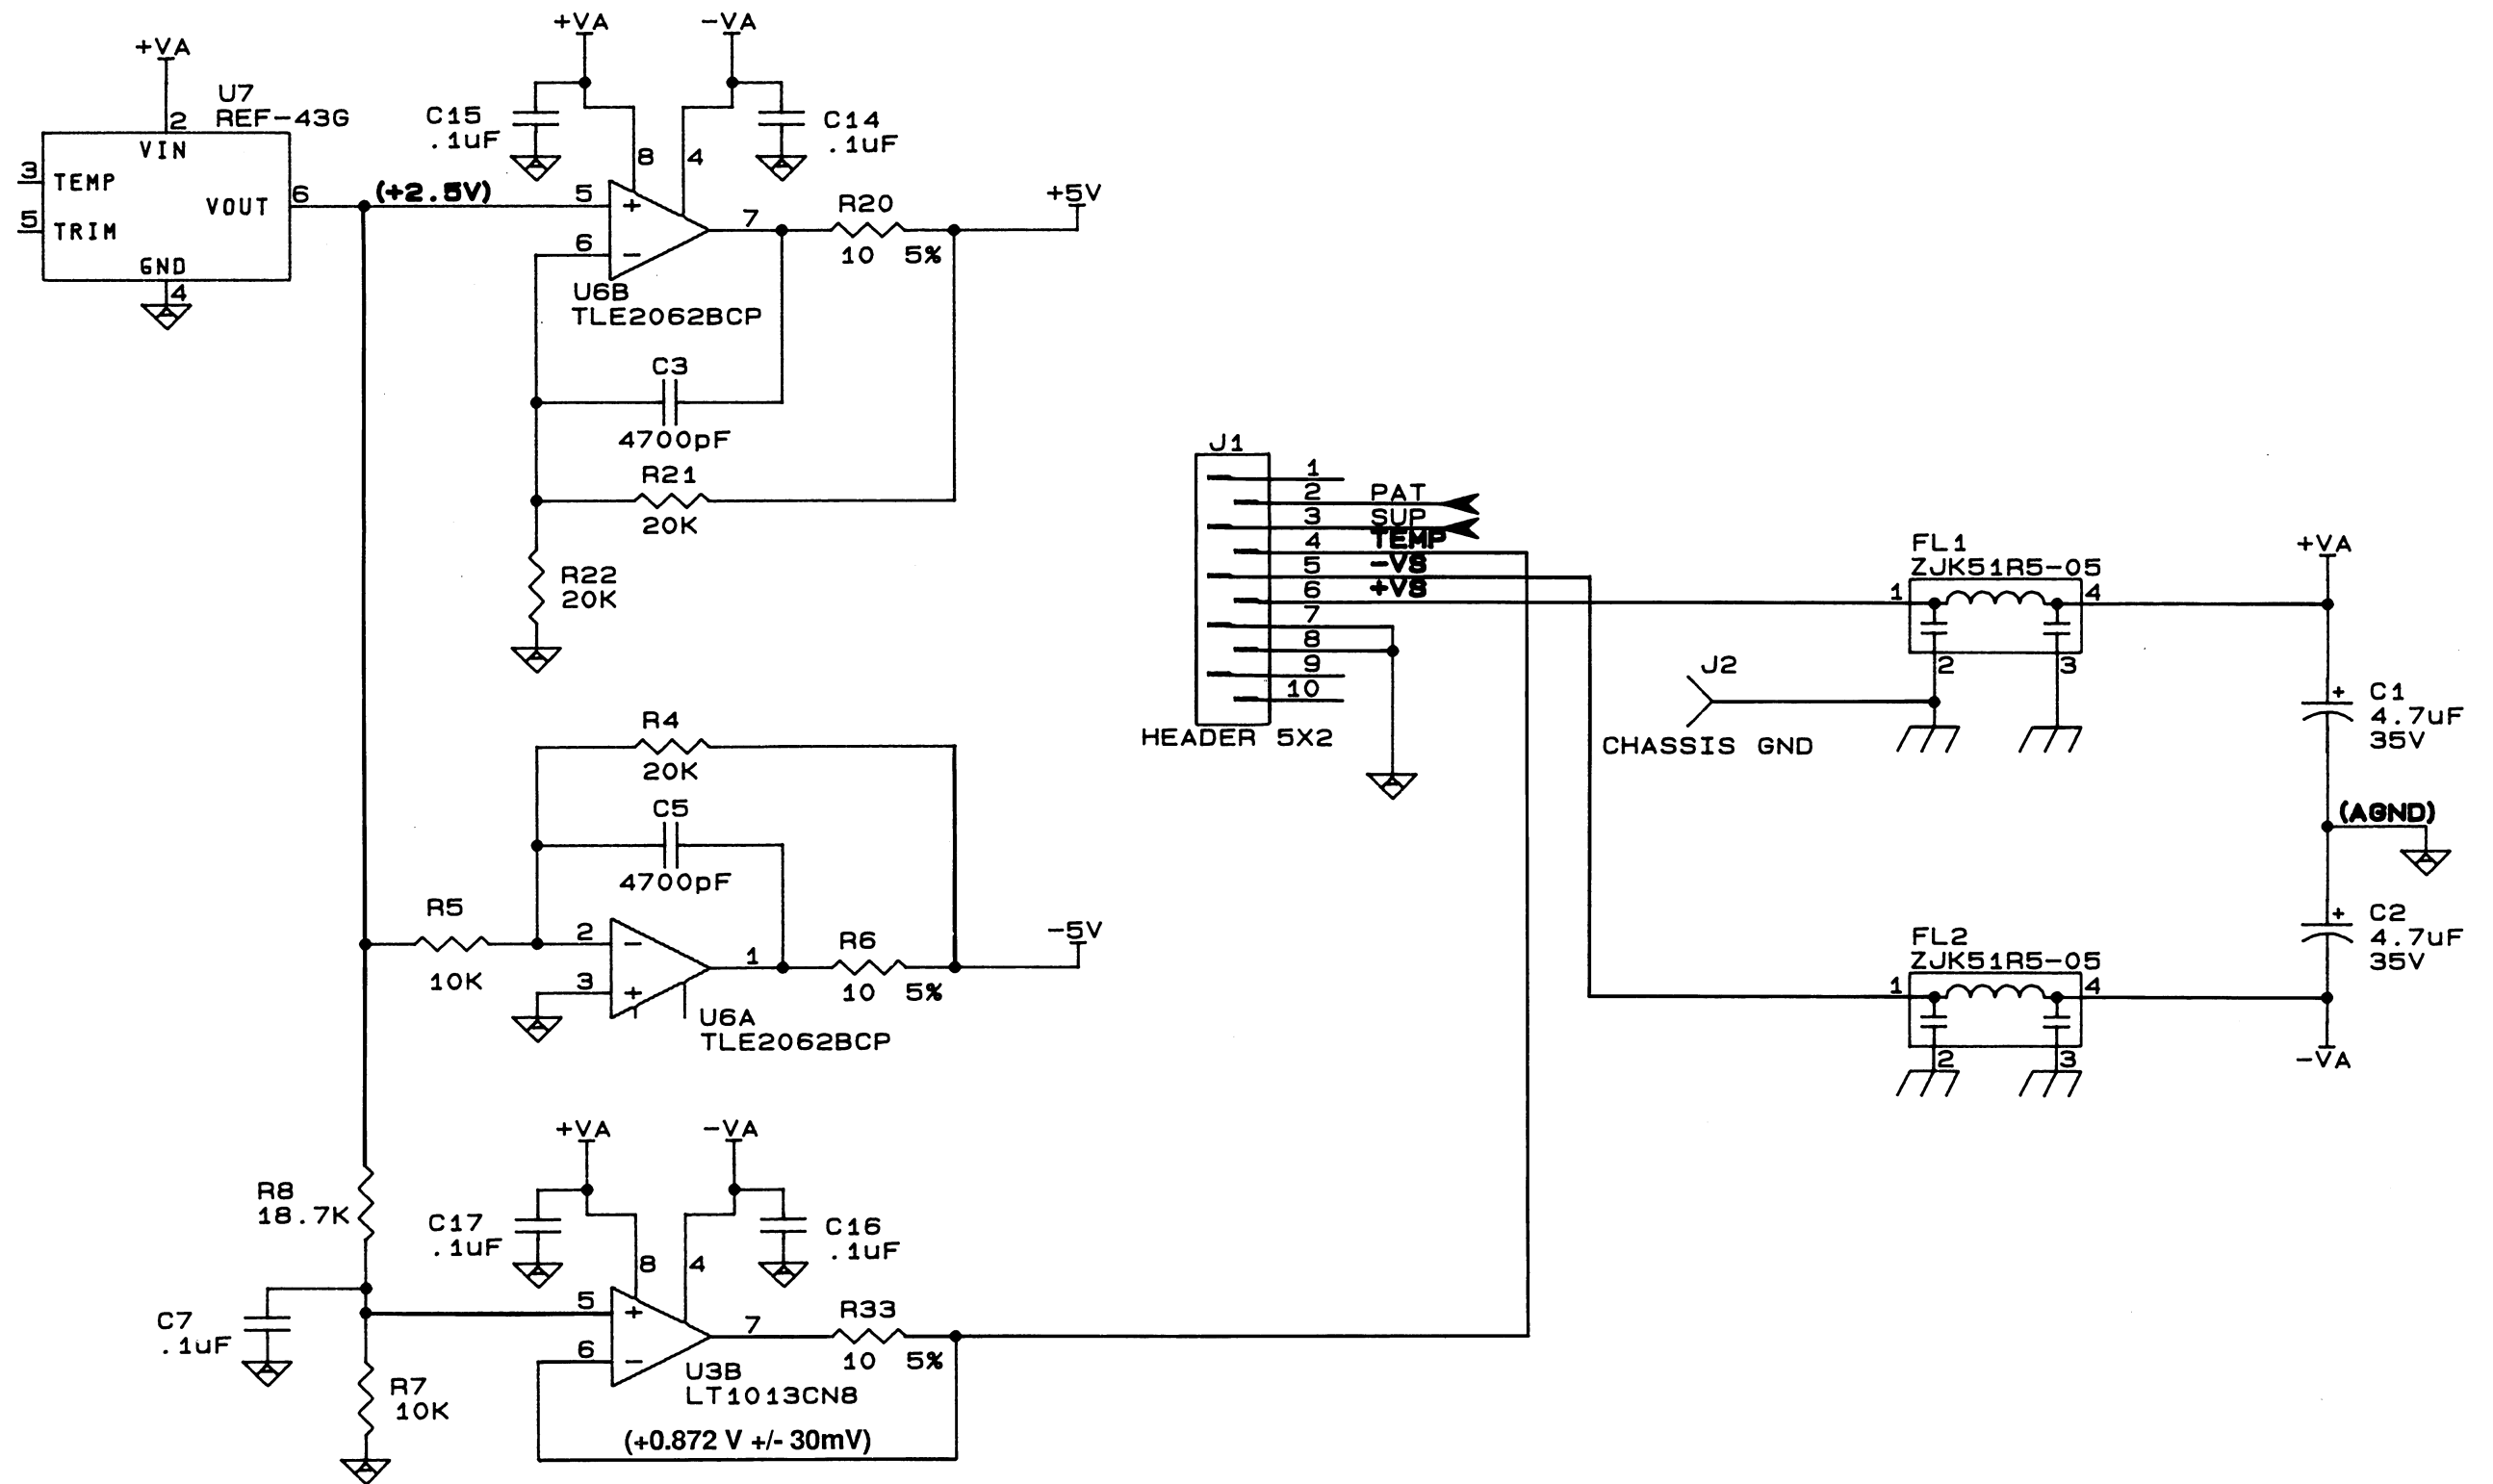 +VA
U7
REF-43G
2
VIN
3
TEMP
VOUT
6
5
TRIM
GND
4
(+2.5V)
+VA
-VA
C15
.1uF
C14
.1uF
8
4
5
+
6
-
7
U6B
TLE2062BCP
R20
10 5%
+5V
C3
4700pF
R21
20K
R22
20K
R4
20K
C5
4700pF
R5
10K
2
-
3
+
1
U6A
TLE2062BCP
R6
10 5%
-5V
R8
18.7K
C7
.1uF
R7
10K
+VA
-VA
C17
.1uF
C16
.1uF
8
4
5
+
6
-
7
U3B
LT1013CN8
R33
10 5%
(+0.872 V +/- 30mV)
J1
1
2 PAT
3 SUP
4 TEMP
5 -VS
6 +VS
7
8
9
10
HEADER 5X2
J2
CHASSIS GND
FL1
ZJK51R5-05
1
4
2
3
+VA
+
C1
4.7uF
35V
(AGND)
+
C2
4.7uF
35V
FL2
ZJK51R5-05
1
4
2
3
-VA